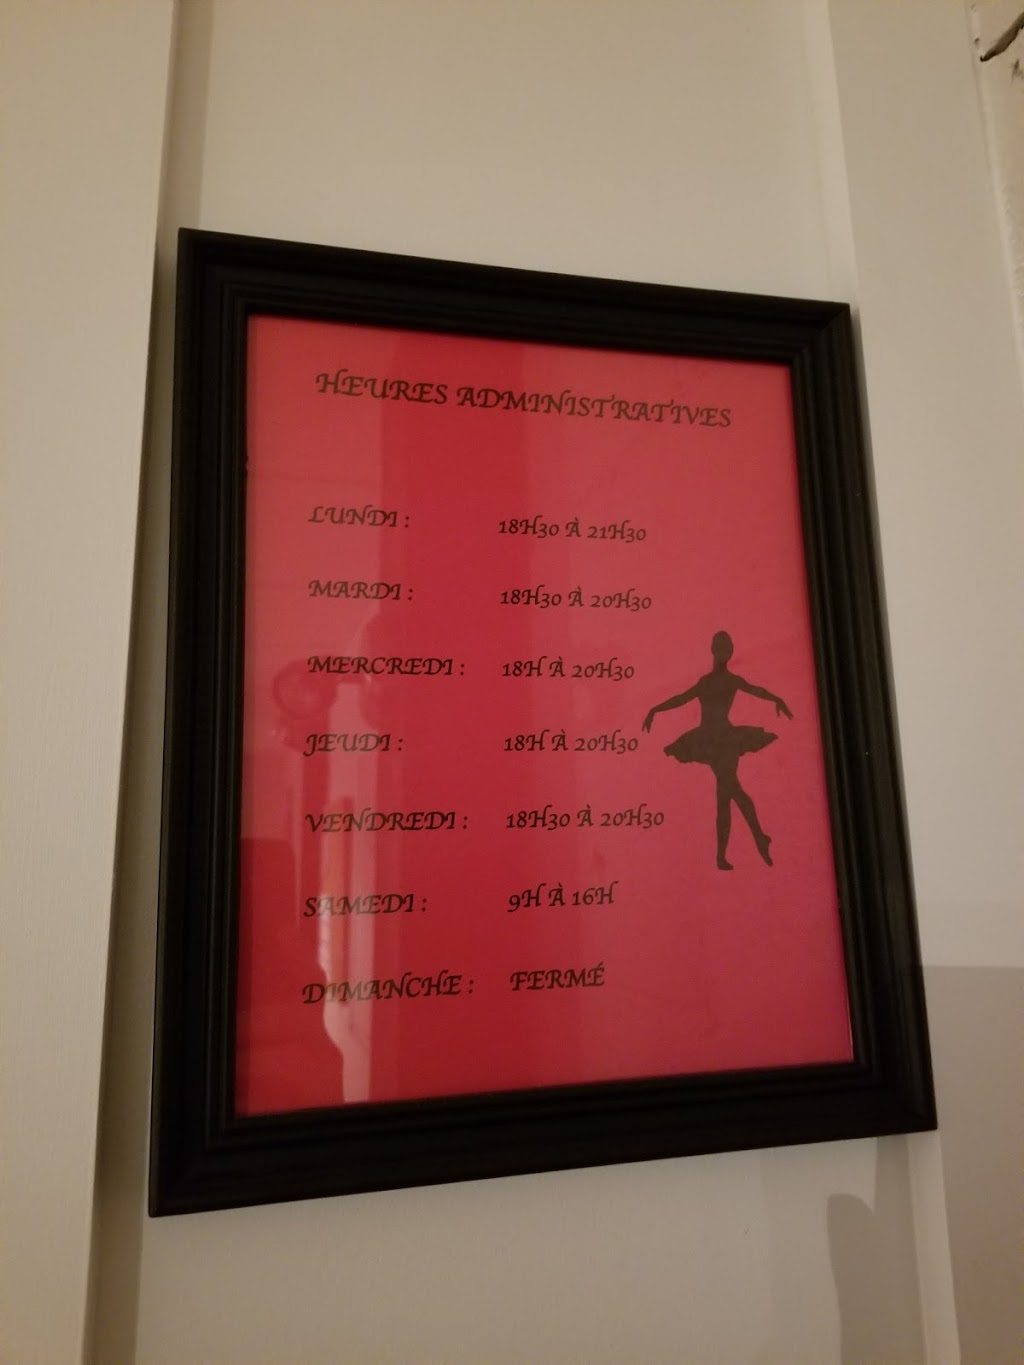 HEURES ADMINISTRATIVES
LUNDI : 18H30 À 21H30
MARDI : 18H30 À 20H30
MERCREDI : 18H À 20H30
JEUDI : 18H À 20H30
VENDREDI : 18H30 À 20H30
SAMEDI : 9H À 16H
DIMANCHE : FERMÉ